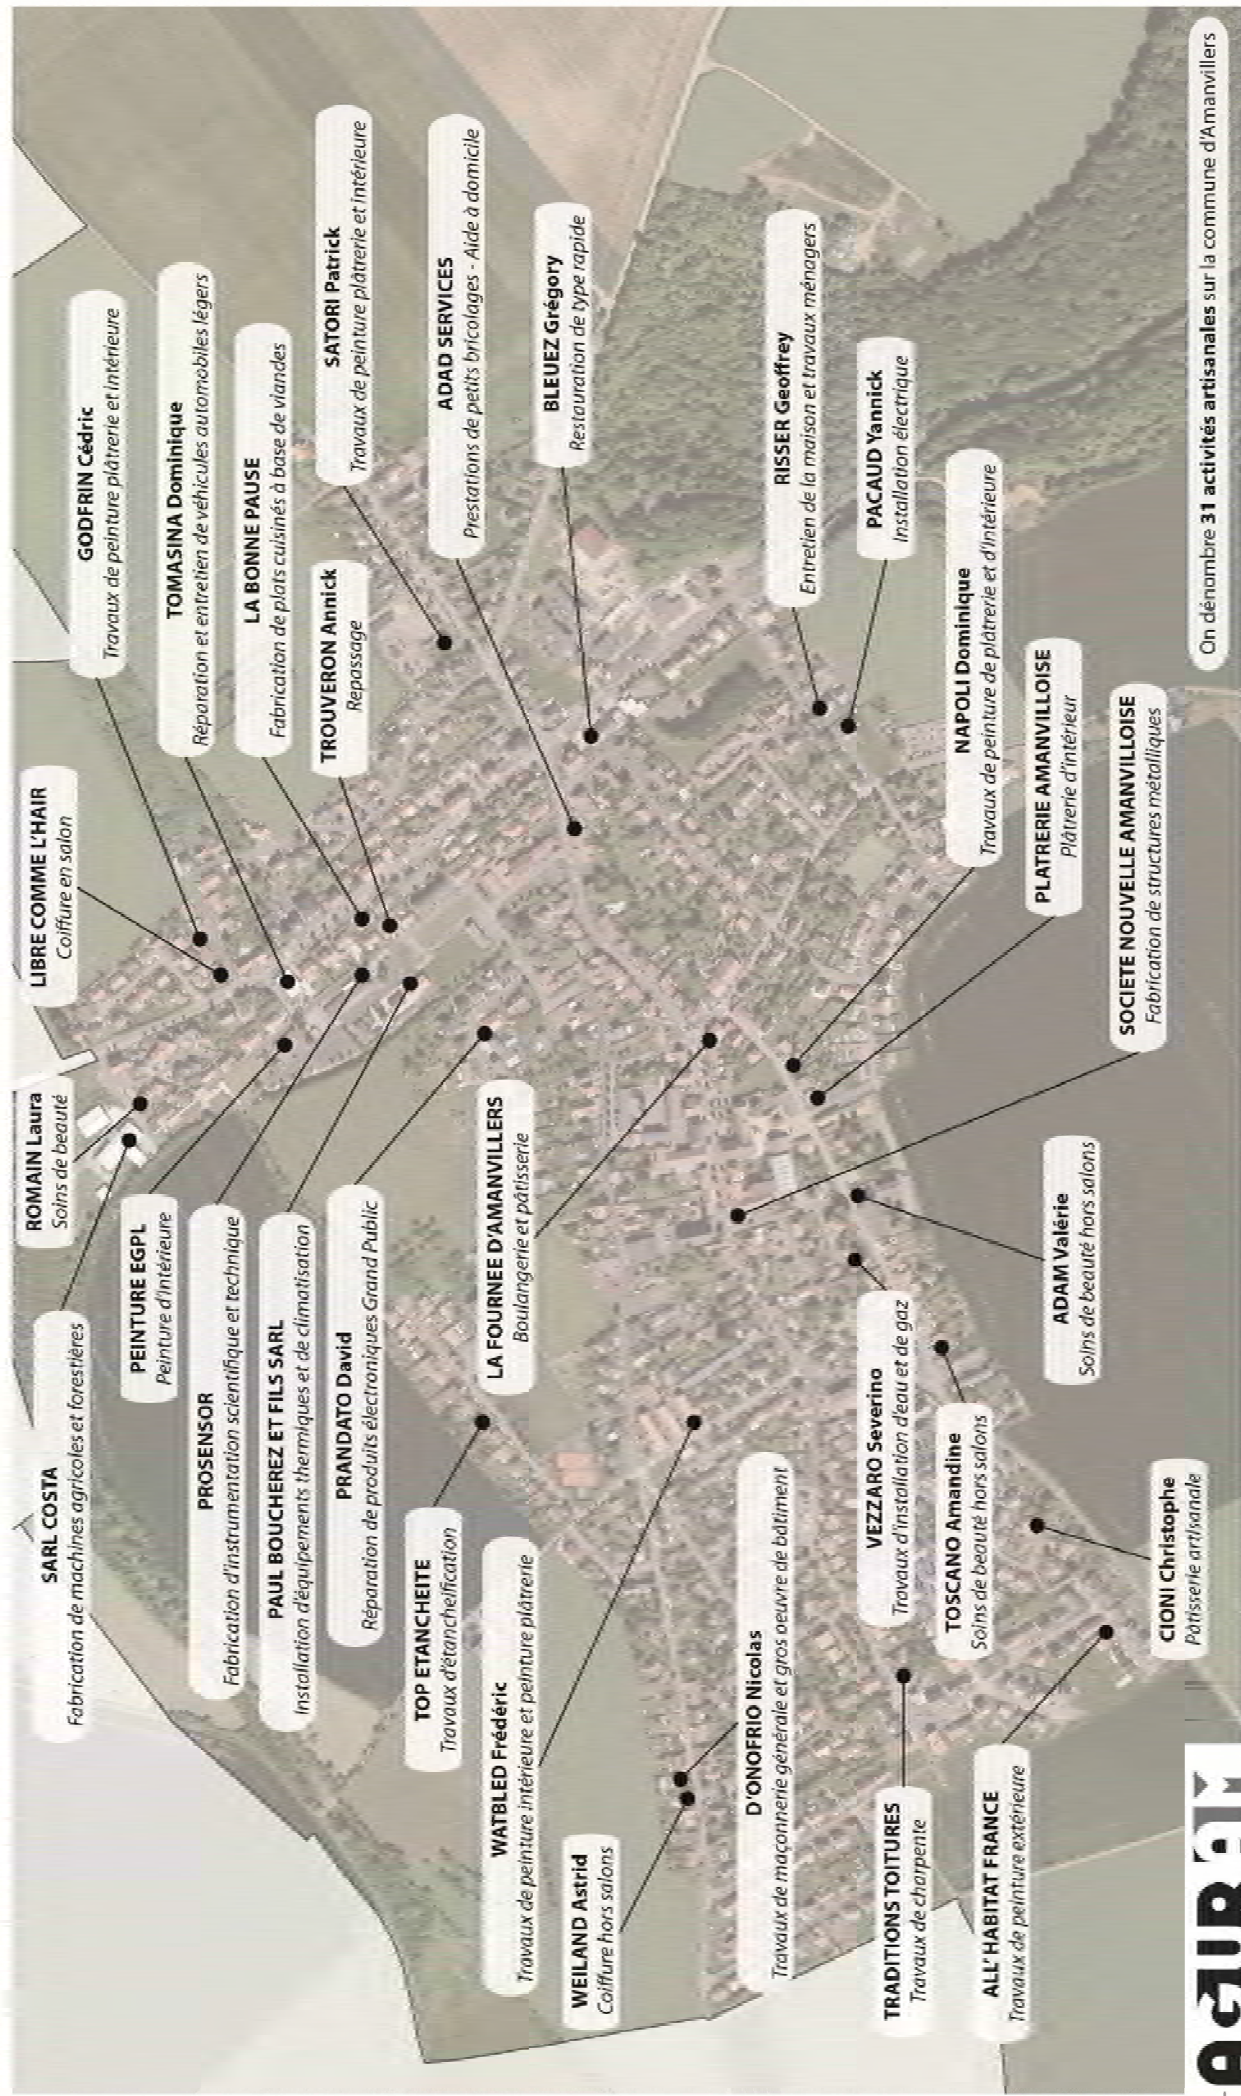 SARL COSTA
Fabrication de machines agricoles et forestières
ROMAIN Laura
Soins de beauté
LIBRE COMME L'HAIR
Coiffure en salon
GODFRIN Cédric
Travaux de peinture plâtrerie et intérieure
PEINTURE EGPL
Peinture d'intérieure
TOMASINA Dominique
Réparation et entretien de véhicules automobiles légers
PROSENSOR
Fabrication d'instrumentation scientifique et technique
LA BONNE PAUSE
Fabrication de plats cuisinés à base de viandes
PAUL BOUCHEREZ ET FILS SARL
Installation d'équipements thermiques et de climatisation
TROUVERON Annick
Repassage
SATORI Patrick
Travaux de peinture plâtrerie et intérieure
PRANDATO David
Réparation de produits électroniques Grand Public
TOP ETANCHEITE
Travaux d'étancheification
ADAD SERVICES
Prestations de petits bricolages - Aide à domicile
LA FOURNEE D'AMANVILLERS
Boulangerie et pâtisserie
WATBLED Frédéric
Travaux de peinture intérieure et peinture plâtrerie
BLEUEZ Grégory
Restauration de type rapide
WEILAND Astrid
Coiffure hors salons
D'ONOFRIO Nicolas
Travaux de maçonnerie générale et gros oeuvre de bâtiment
RISSER Geoffrey
Entretien de la maison et travaux ménagers
VEZZARO Severino
Travaux d'installation d'eau et de gaz
PACAUD Yannick
Installation électrique
TRADITIONS TOITURES
Travaux de charpente
TOSCANO Amandine
Soins de beauté hors salons
NAPOLI Dominique
Travaux de peinture de plâtrerie et d'intérieure
ALL' HABITAT FRANCE
Travaux de peinture extérieure
ADAM Valérie
Soins de beauté hors salons
PLATRERIE AMANVILLOISE
Plâtrerie d'intérieur
SOCIETE NOUVELLE AMANVILLOISE
Fabrication de structures métalliques
CIONI Christophe
Pâtisserie artisanale
On dénombre 31 activités artisanales sur la commune d'Amanvillers
AGURAM